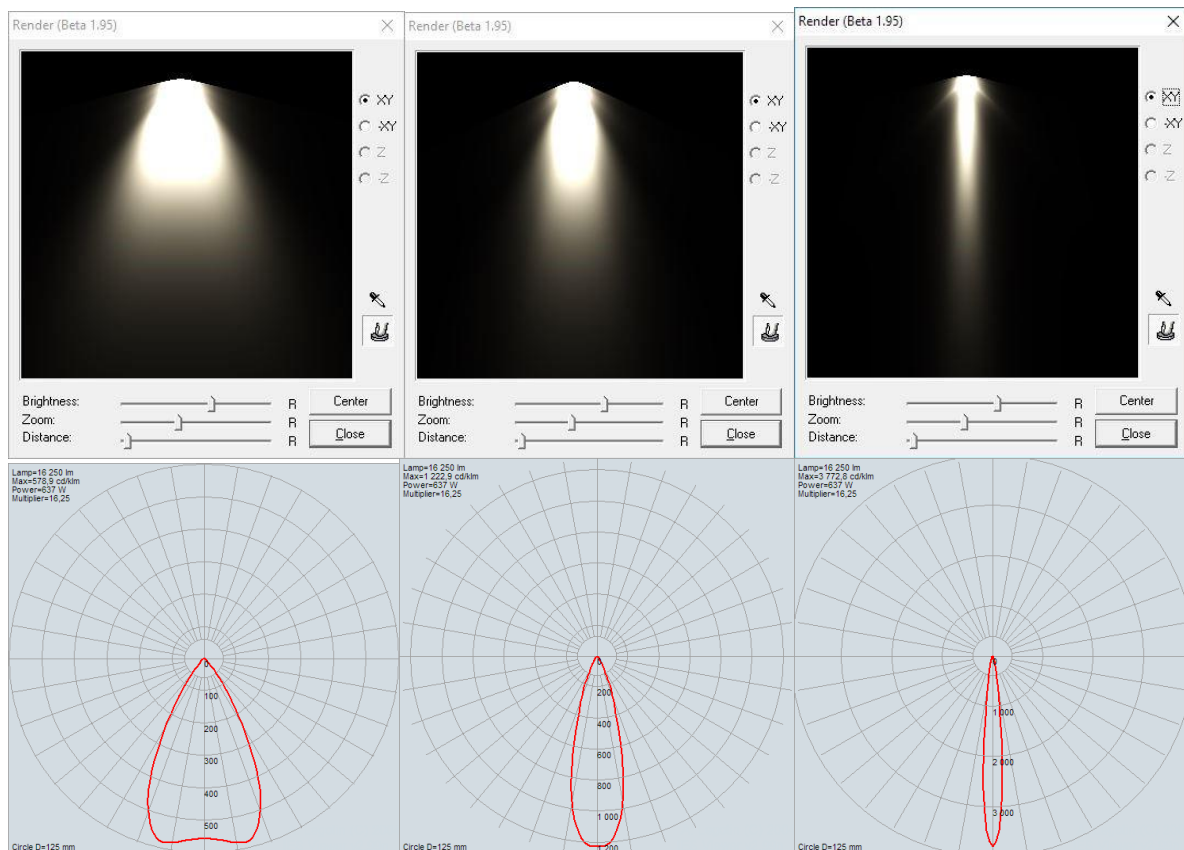 Render (Beta 1.95)
XY
-XY
Z
-Z
Brightness:
R
Center
Zoom:
R
Distance:
R
Close
Render (Beta 1.95)
XY
-XY
Z
-Z
Brightness:
R
Center
Zoom:
R
Distance:
R
Close
Render (Beta 1.95)
XY
-XY
Z
-Z
Brightness:
R
Center
Zoom:
R
Distance:
R
Close
Lamp=16 250 lm
Max=578,9 cd/klm
Power=637 W
Multiplier=16,25
0
100
200
300
400
500
Circle D=125 mm
Lamp=16 250 lm
Max=1 222,9 cd/klm
Power=637 W
Multiplier=16,25
0
200
400
600
800
1 000
1 200
Circle D=125 mm
Lamp=16 250 lm
Max=3 772,8 cd/klm
Power=637 W
Multiplier=16,25
0
1 000
2 000
3 000
Circle D=125 mm